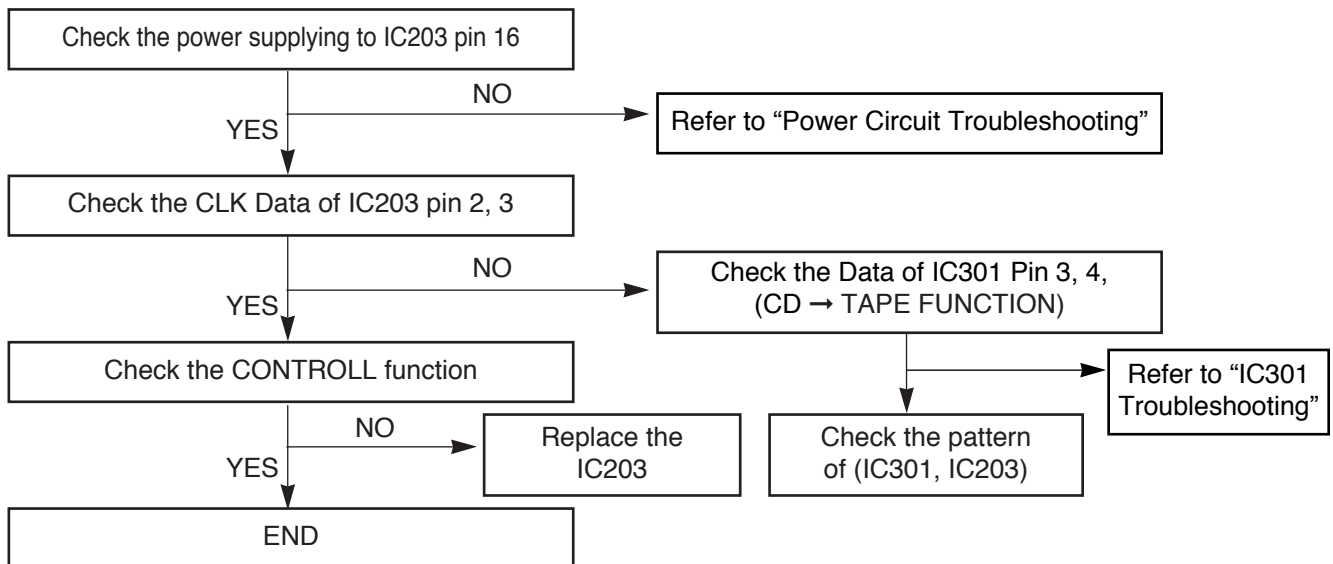 Check the power supplying to IC203 pin 16
NO
YES
Refer to “Power Circuit Troubleshooting”
Check the CLK Data of IC203 pin 2, 3
NO
YES
Check the Data of IC301 Pin 3, 4,
(CD → TAPE FUNCTION)
Check the CONTROLL function
Refer to “IC301
Troubleshooting”
NO
YES
Replace the
IC203
Check the pattern
of (IC301, IC203)
END